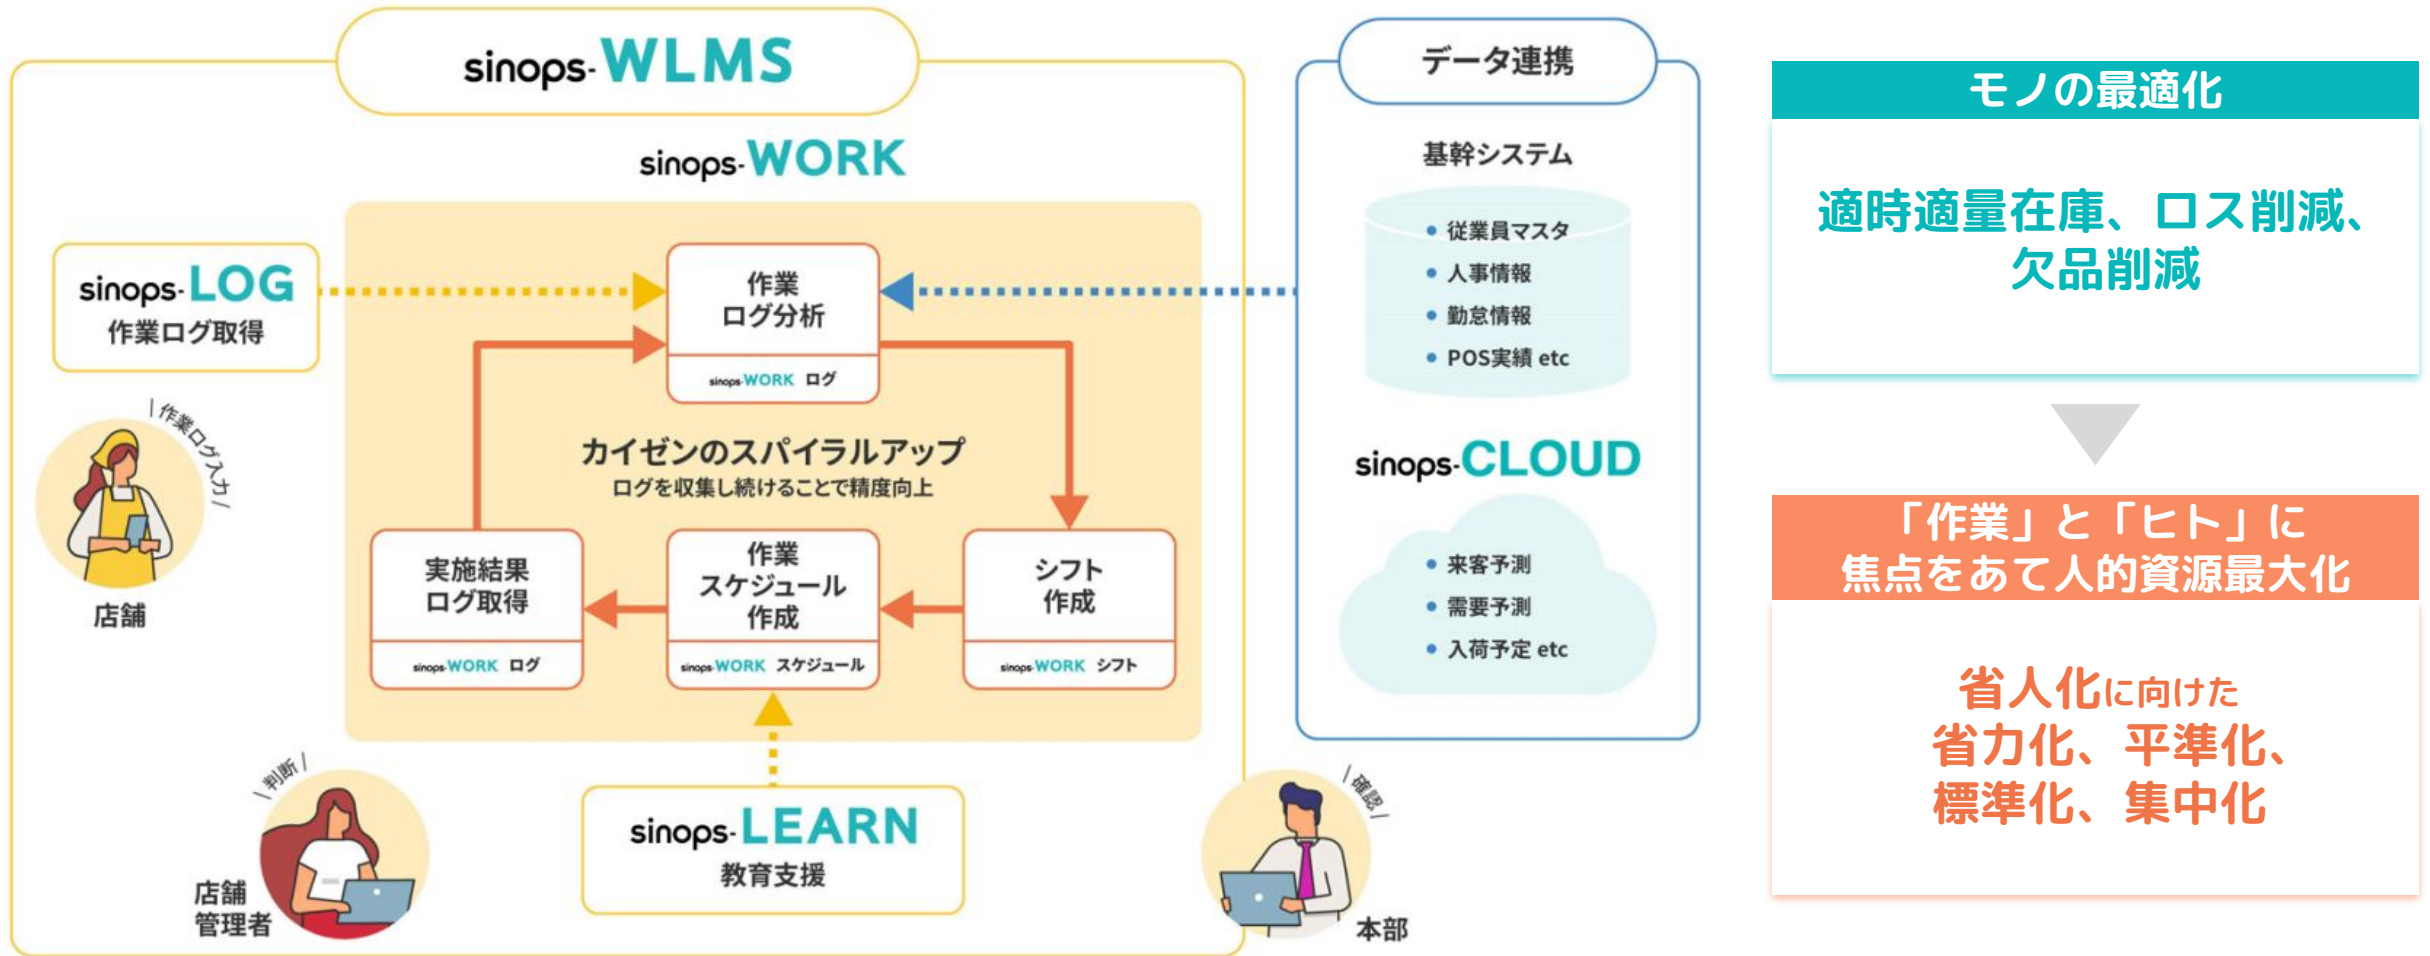 sinops-WLMS
sinops-WORK
sinops-LOG
作業ログ取得
作業
ログ分析
sinops-WORK ログ
カイゼンのスパイラルアップ
ログを収集し続けることで精度向上
実施結果
ログ取得
sinops-WORK ログ
作業
スケジュール
作成
sinops-WORK スケジュール
シフト
作成
sinops-WORK シフト
\作業ログ入力/
店舗
\判断/
店舗
管理者
sinops-LEARN
教育支援
\確認/
本部
データ連携
基幹システム
• 従業員マスタ
• 人事情報
• 勤怠情報
• POS実績 etc
sinops-CLOUD
• 来客予測
• 需要予測
• 入荷予定 etc
モノの最適化
適時適量在庫、ロス削減、
欠品削減
「作業」と「ヒト」に
焦点をあて人的資源最大化
省人化に向けた
省力化、平準化、
標準化、集中化